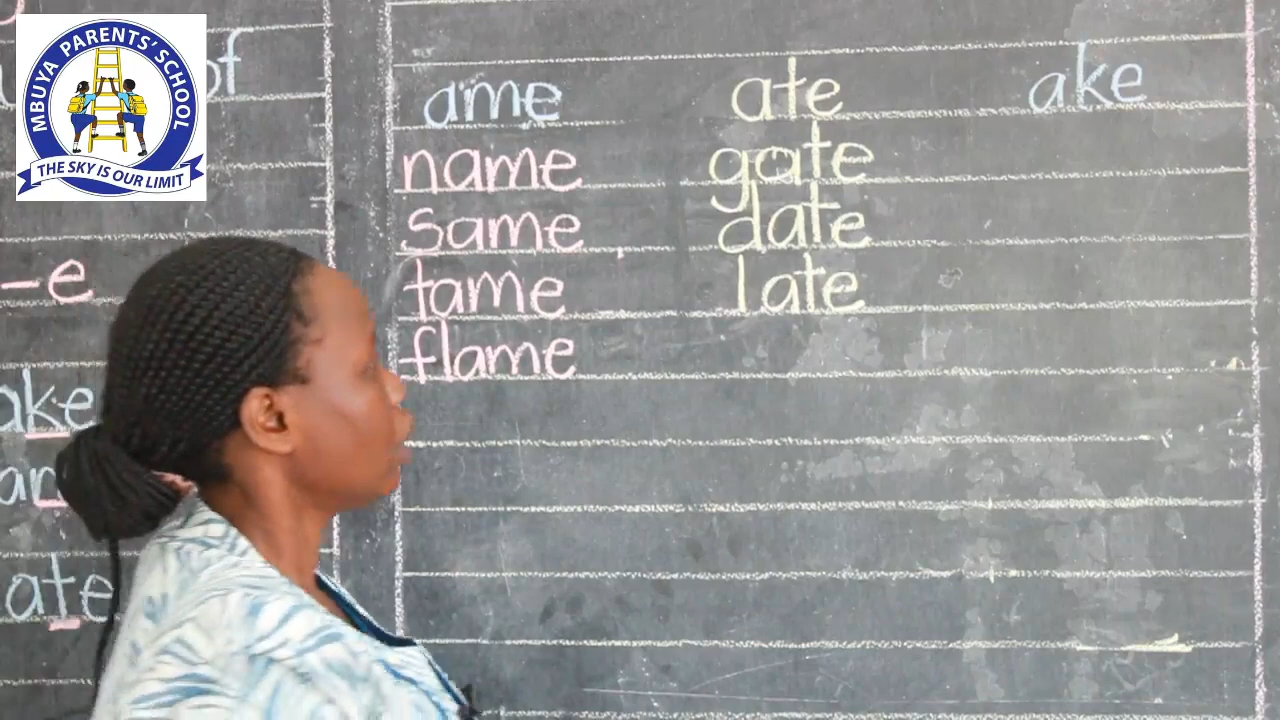 MBUYA PARENTS' SCHOOL
THE SKY IS OUR LIMIT
of
-e
ake
ate
ame ate ake
name gate
same date
tame late
flame